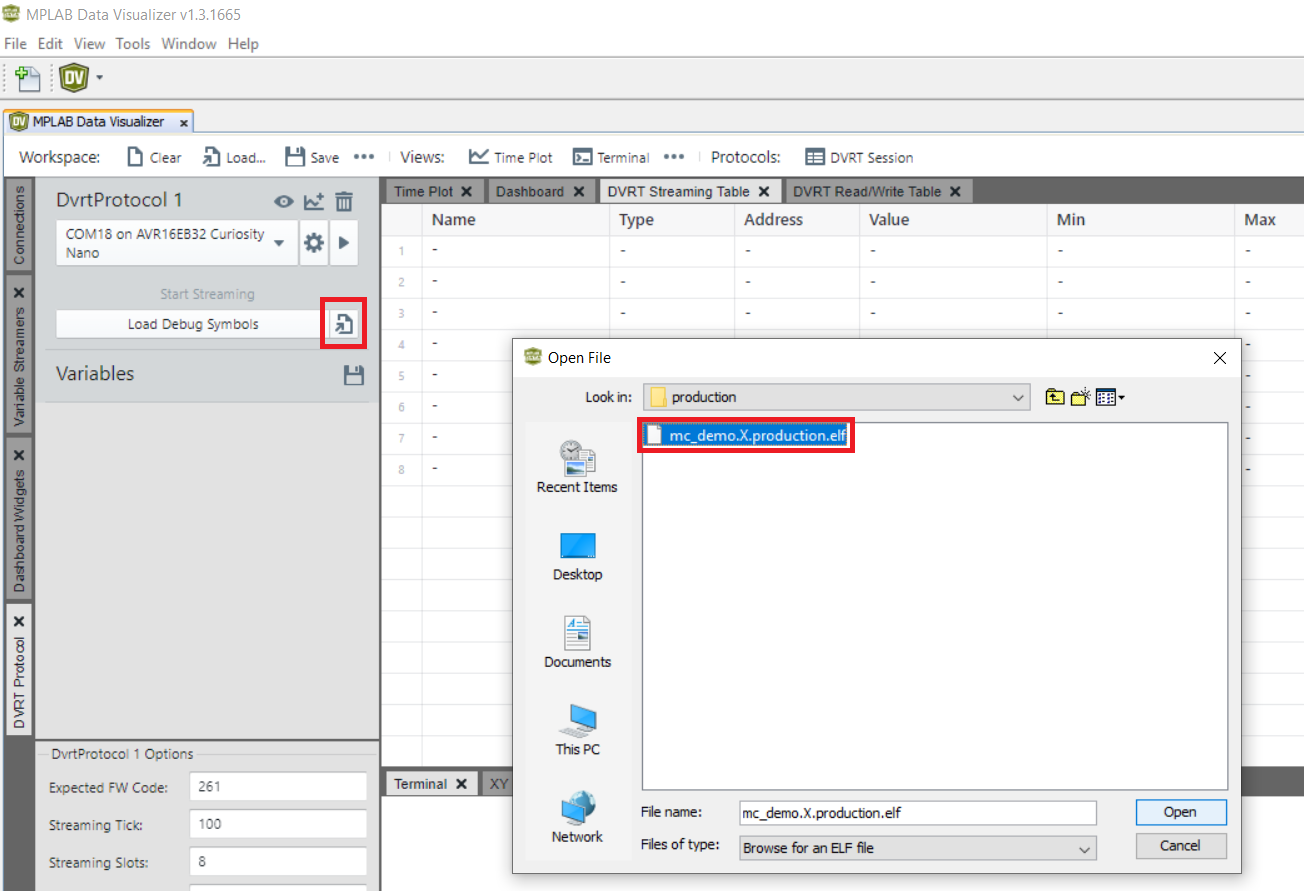 MPLAB Data Visualizer v1.3.1665
File Edit View Tools Window Help
DV
DV MPLAB Data Visualizer x
Workspace: Clear Load... Save ••• Views: Time Plot Terminal ••• Protocols: DVRT Session
Connections
Variable Streamers
Dashboard Widgets
DVRT Protocol
DvrtProtocol 1
COM18 on AVR16EB32 Curiosity
Nano
Start Streaming
Load Debug Symbols
Variables
DvrtProtocol 1 Options
Expected FW Code: 261
Streaming Tick: 100
Streaming Slots: 8
Time Plot Dashboard DVRT Streaming Table DVRT Read/Write Table
Name Type Address Value Min Max
1 - - - - - -
2 - - - - - -
3 - - - - - -
4 - -
5 - -
6 - -
7 - -
8 - -
Terminal XY
Open File
Look in: production
mc_demo.X.production.elf
Recent Items
Desktop
Documents
This PC
Network
File name: mc_demo.X.production.elf Open
Files of type: Browse for an ELF file Cancel